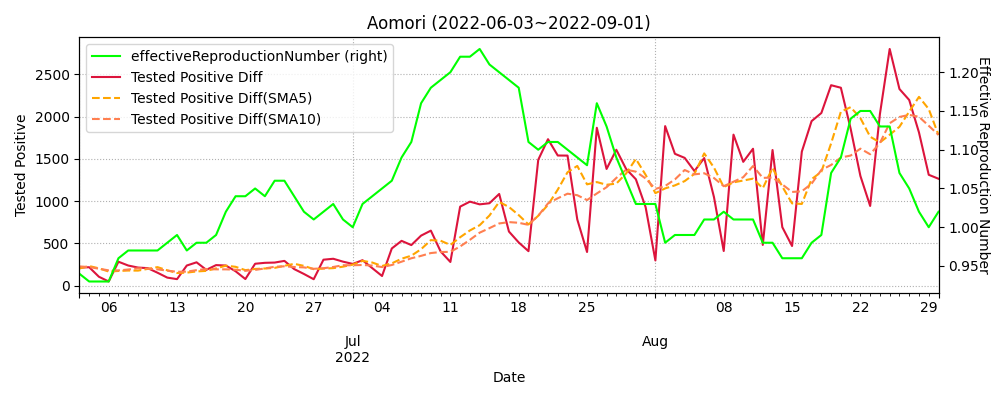 Aomori (2022-06-03~2022-09-01)
effectiveReproductionNumber (right)
Tested Positive Diff
Tested Positive Diff(SMA5)
Tested Positive Diff(SMA10)
Tested Positive
2500
2000
1500
1000
500
0
1.20
1.15
1.10
1.05
1.00
0.95
Effective Reproduction Number
06 13 20 27 04 11 18 25 08 15 22 29
Jul Aug
2022
Date